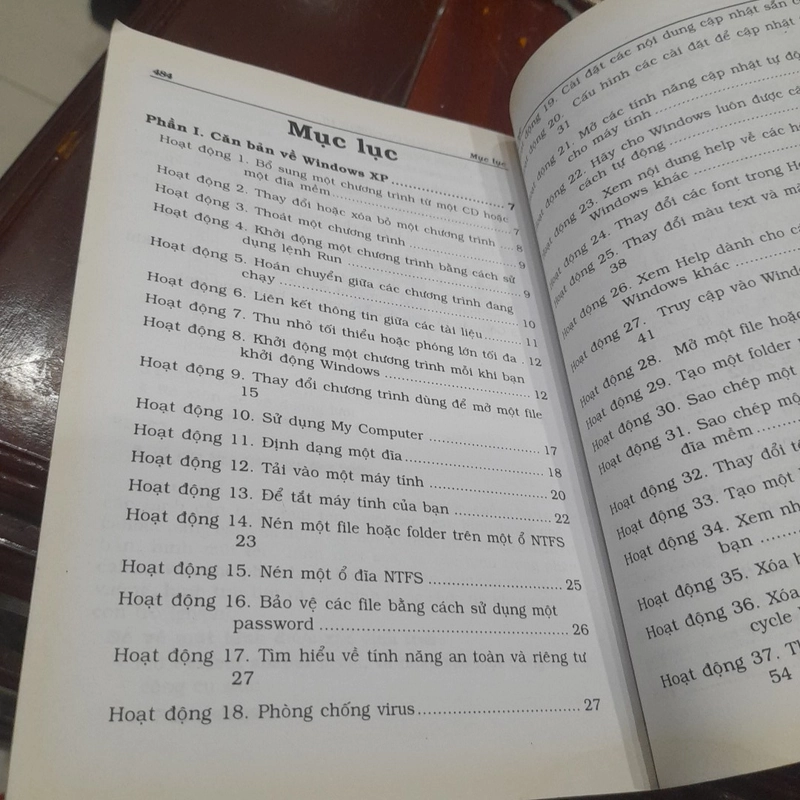 484
Mục lục
Mục lục
Phần I. Căn bản về Windows XP ..................... 7
Hoạt động 1. Bổ sung một chương trình từ một CD hoặc
một đĩa mềm ............................ 7
Hoạt động 2. Thay đổi hoặc xóa bỏ một chương trình ... 8
Hoạt động 3. Thoát một chương trình .................. 9
Hoạt động 4. Khởi động một chương trình bằng cách sử
dụng lệnh Run ......................... 9
Hoạt động 5. Hoán chuyển giữa các chương trình đang
chạy .................................. 10
Hoạt động 6. Liên kết thông tin giữa các tài liệu ...... 11
Hoạt động 7. Thu nhỏ tối thiểu hoặc phóng lớn tối đa . 12
Hoạt động 8. Khởi động một chương trình mỗi khi bạn
khởi động Windows ..................... 12
Hoạt động 9. Thay đổi chương trình dùng để mở một file
15
Hoạt động 10. Sử dụng My Computer .................. 17
Hoạt động 11. Định dạng một đĩa ...................... 18
Hoạt động 12. Tải vào một máy tính ................... 20
Hoạt động 13. Để tắt máy tính của bạn ................ 22
Hoạt động 14. Nén một file hoặc folder trên một ổ NTFS
23
Hoạt động 15. Nén một ổ đĩa NTFS .................... 25
Hoạt động 16. Bảo vệ các file bằng cách sử dụng một
password .............................. 26
Hoạt động 17. Tìm hiểu về tính năng an toàn và riêng tư
27
Hoạt động 18. Phòng chống virus ...................... 27
động 19. Cài đặt các nội dung cập nhật sẵn
động 20. Cấu hình các cài đặt để cập nhật
31
động 21. Mở các tính năng cập nhật tự độ
cho máy tính ..................
động 22. Hãy cho Windows luôn được cá
cách tự động ..................
động 23. Xem nội dung help về các h
Windows khác ..................
động 24. Thay đổi các font trong He
Hoạt động 25. Thay đổi màu text và mà
38
Hoạt động 26. Xem Help dành cho cá
Windows khác ..................
Hoạt động 27. Truy cập vào Wind
41
Hoạt động 28. Mở một file hoặc
Hoạt động 29. Tạo một folder
Hoạt động 30. Sao chép một
Hoạt động 31. Sao chép mộ
đĩa mềm ..........
Hoạt động 32. Thay đổi tê
Hoạt động 33. Tạo một
Hoạt động 34. Xem nh
bạn ..........
Hoạt động 35. Xóa b
Hoạt động 36. Xóa
cycle
Hoạt động 37. Th
54